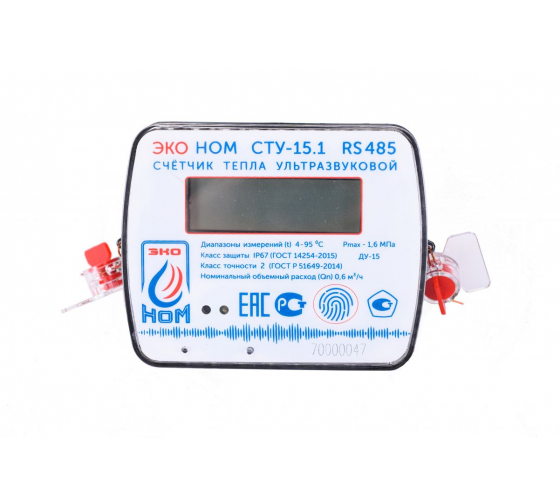 ЭКО НОМ СТУ-15.1 RS485
СЧЁТЧИК ТЕПЛА УЛЬТРАЗВУКОВОЙ
Диапазоны измерений (t) 4-95 °C Pmax - 1.6 МПа
Класс защиты IP67 (ГОСТ 14254-2015) ДУ-15
Класс точности 2 (ГОСТ Р 51649-2014)
Номинальный объемный расход (Qn) 0,6 м³/ч
ЭКО
НОМ
ЕАС
РСТ
70000047